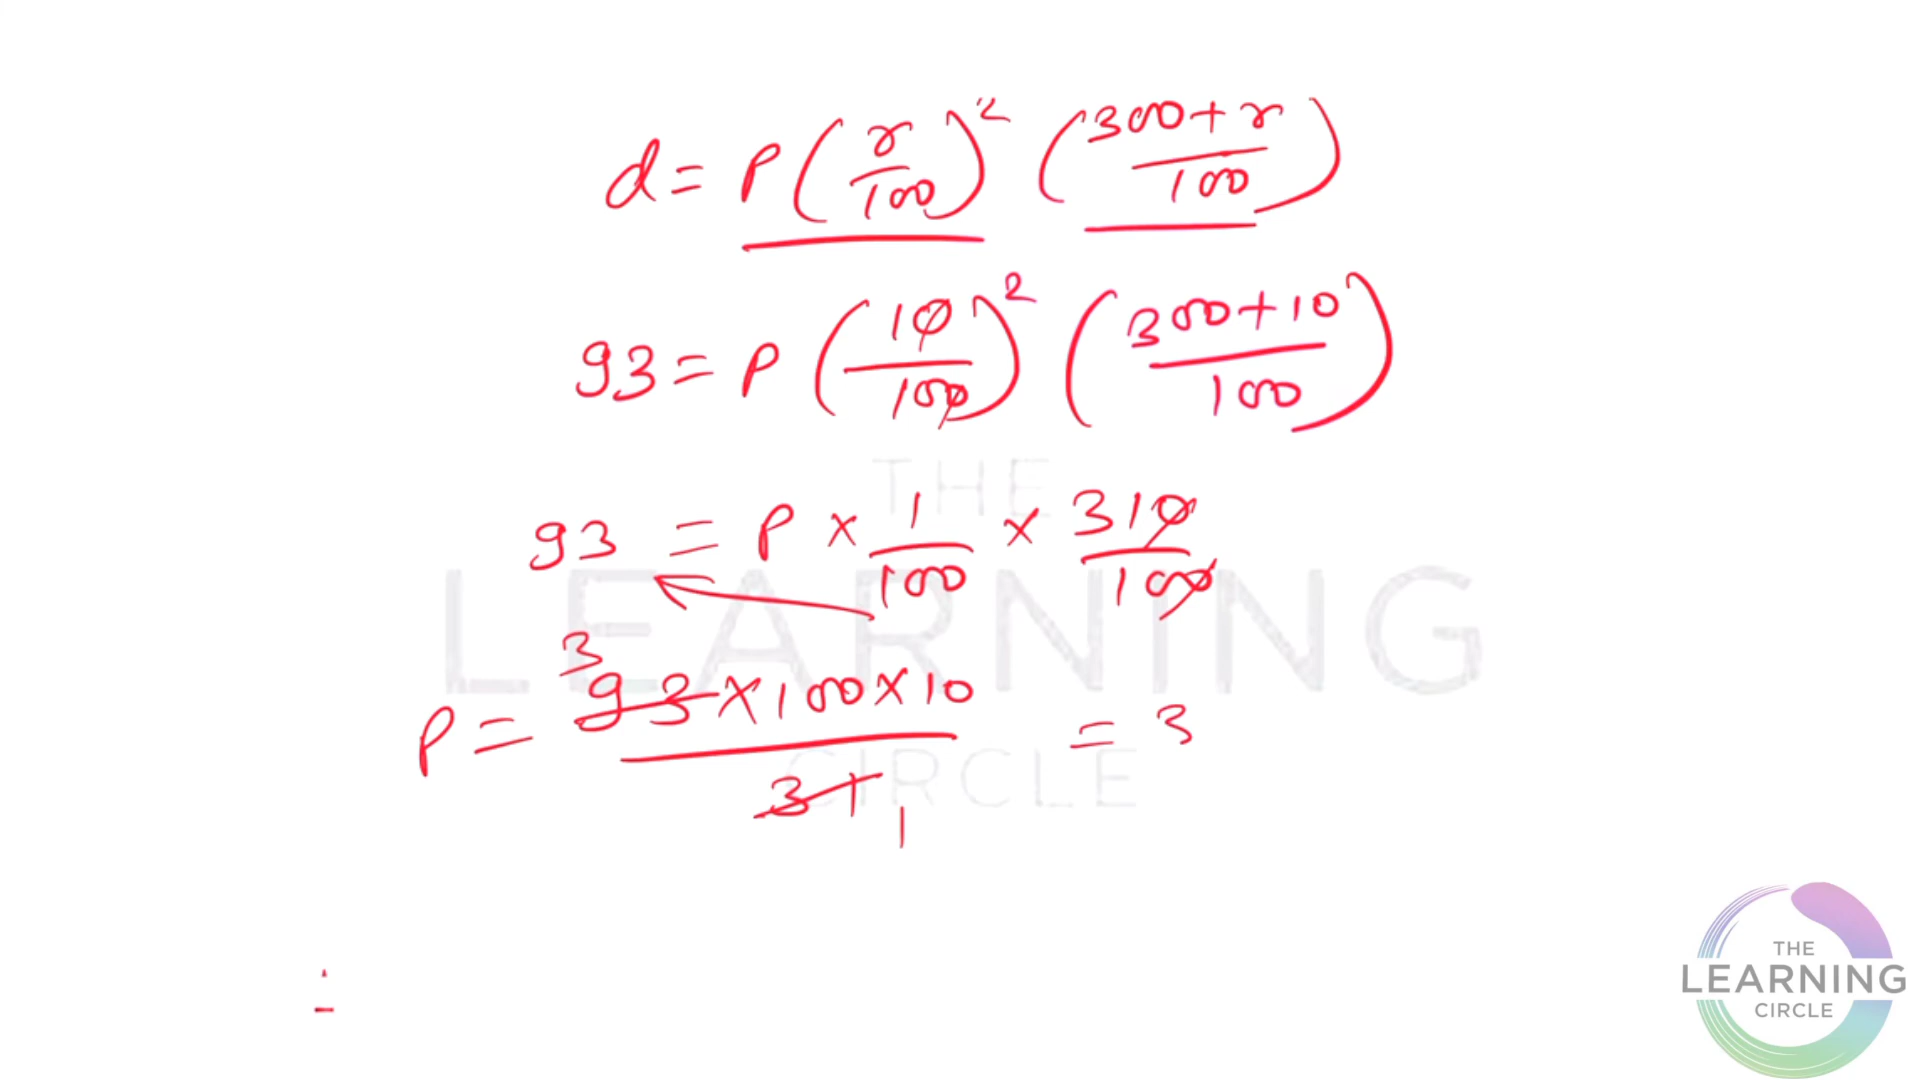 d = P(r/100)² (300+r/100)
93 = P(10/100)² (300+10/100)
93 = P × 1/100 × 310/100
P = 93×100×10/31 = 3
3
1
THE
LEARNING
CIRCLE
THE
LEARNING
CIRCLE